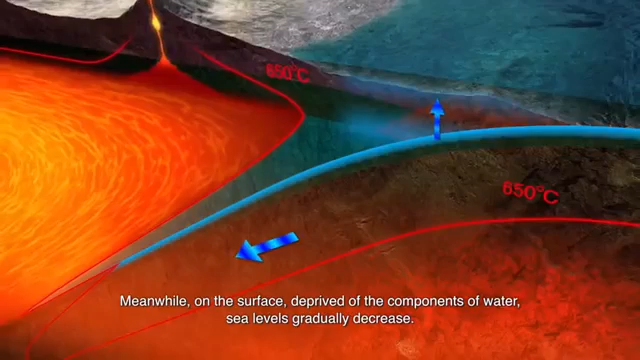 650°C
650°C
Meanwhile, on the surface, deprived of the components of water,
sea levels gradually decrease.